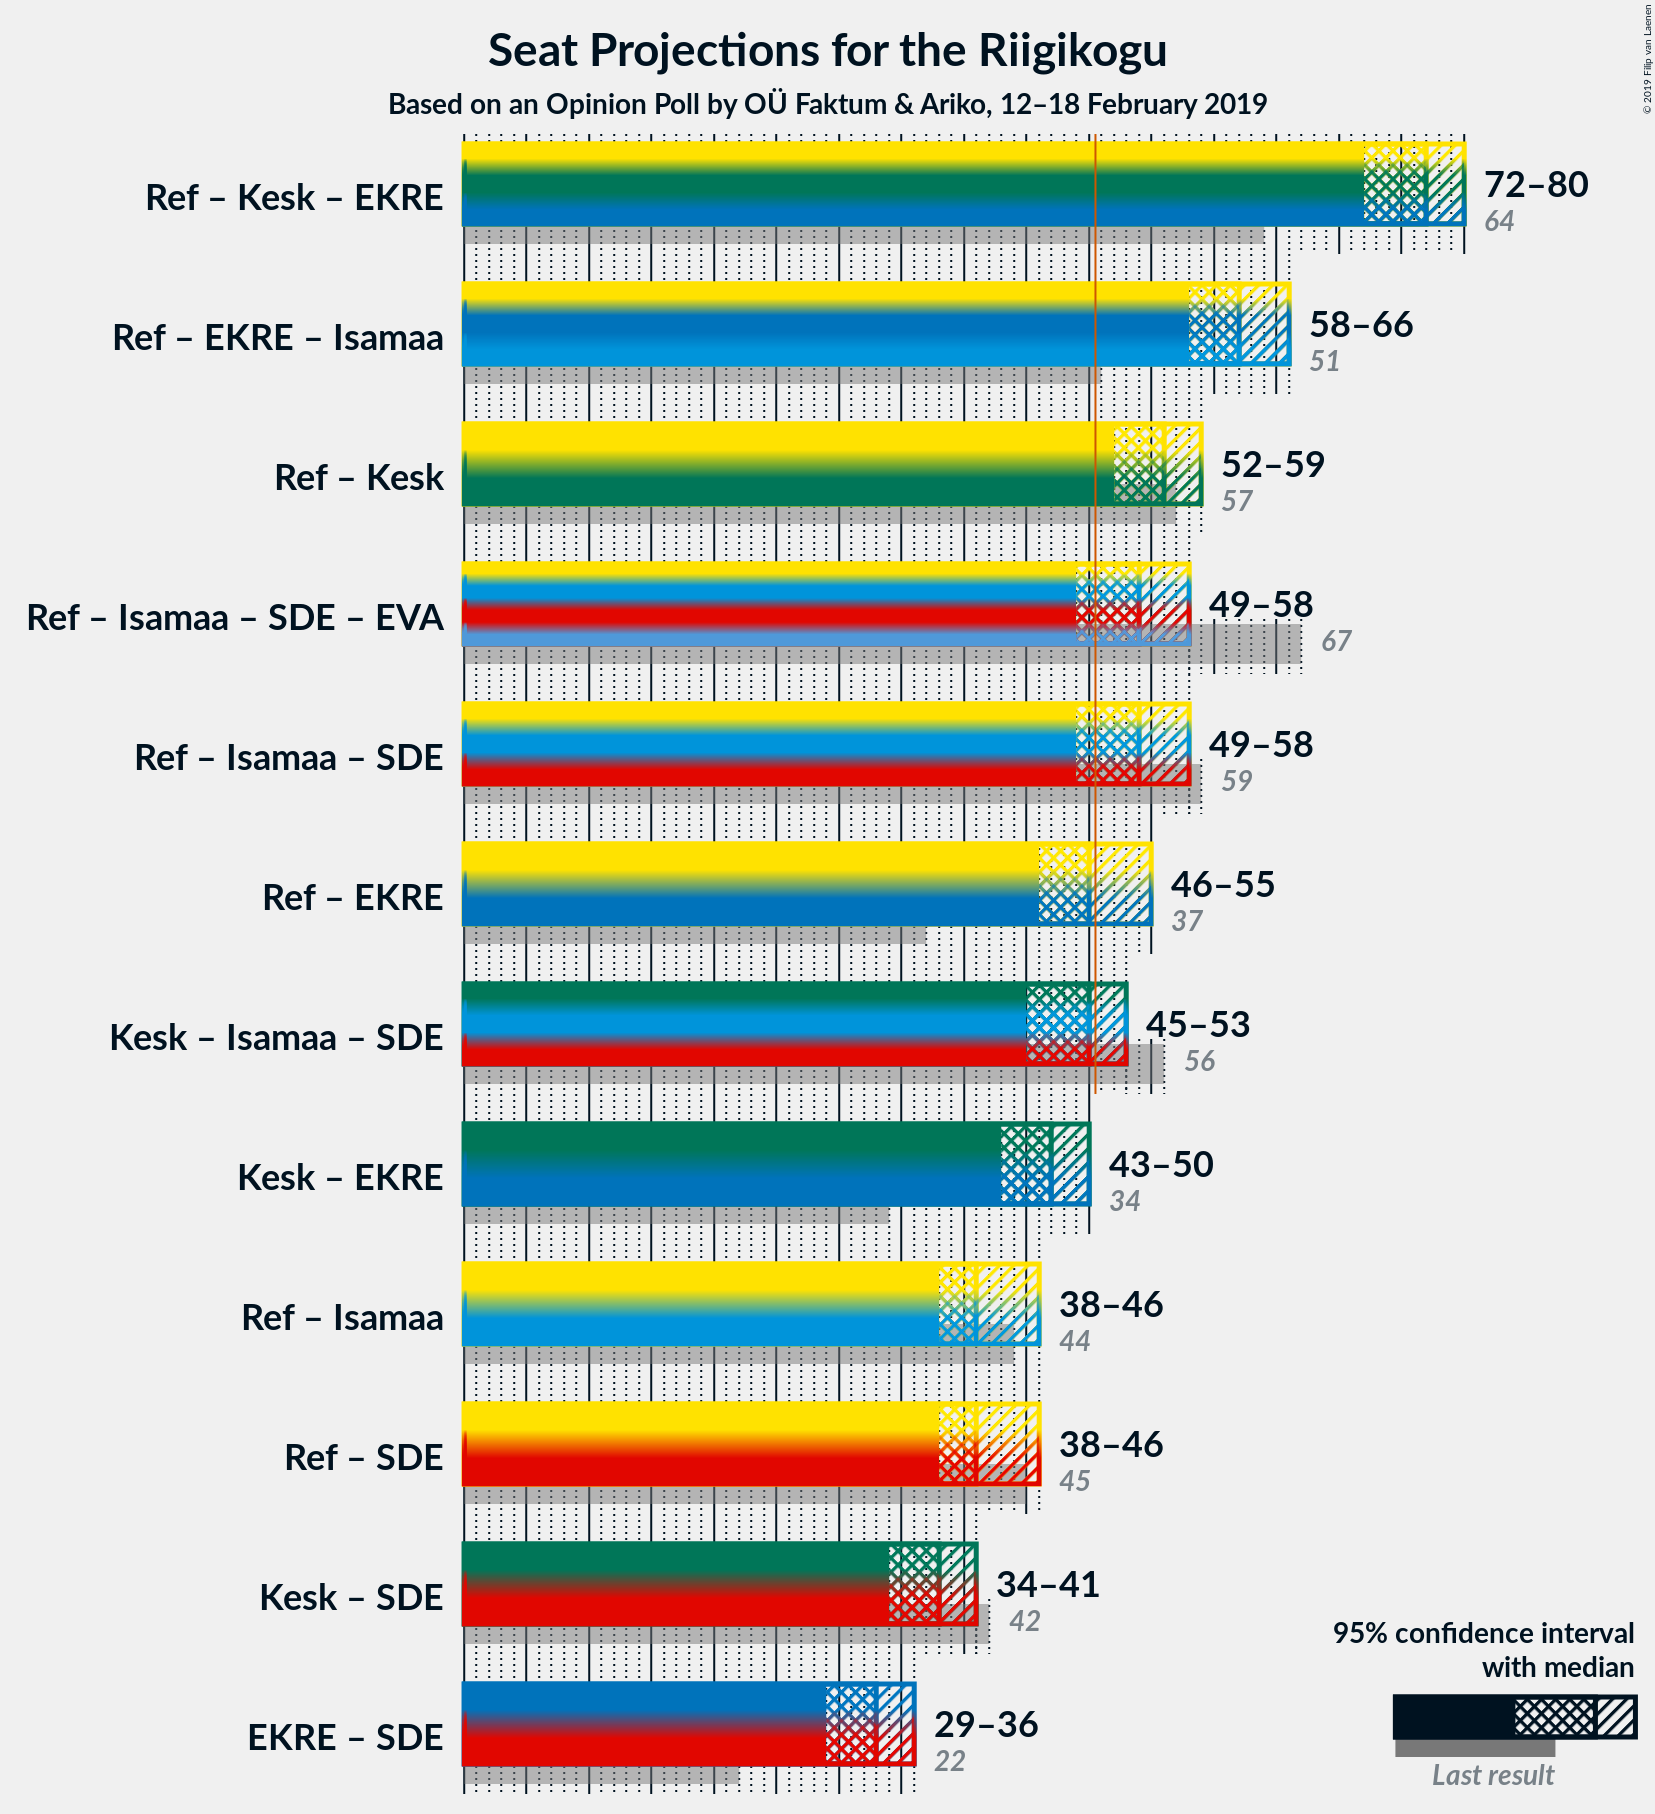 Seat Projections for the Riigikogu
Based on an Opinion Poll by OÜ Faktum & Ariko, 12–18 February 2019
© 2019 Filip van Laenen
Ref – Kesk – EKRE
72–80
64
Ref – EKRE – Isamaa
58–66
51
Ref – Kesk
52–59
57
Ref – Isamaa – SDE – EVA
49–58
67
Ref – Isamaa – SDE
49–58
59
Ref – EKRE
46–55
37
Kesk – Isamaa – SDE
45–53
56
Kesk – EKRE
43–50
34
Ref – Isamaa
38–46
44
Ref – SDE
38–46
45
Kesk – SDE
34–41
42
EKRE – SDE
29–36
22
95% confidence interval
with median
Last result